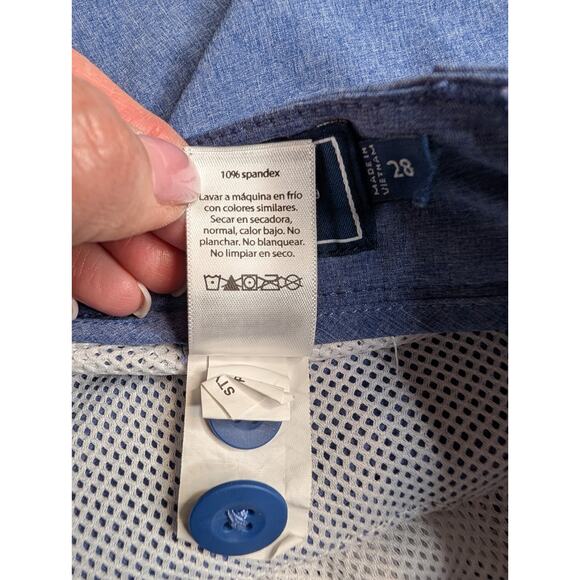 10% spandex
Lavar a máquina en frío
con colores similares.
Secar en secadora,
normal, calor bajo. No
planchar. No blanquear.
No limpiar en seco.
MADE IN
VIETNAM
28
STY